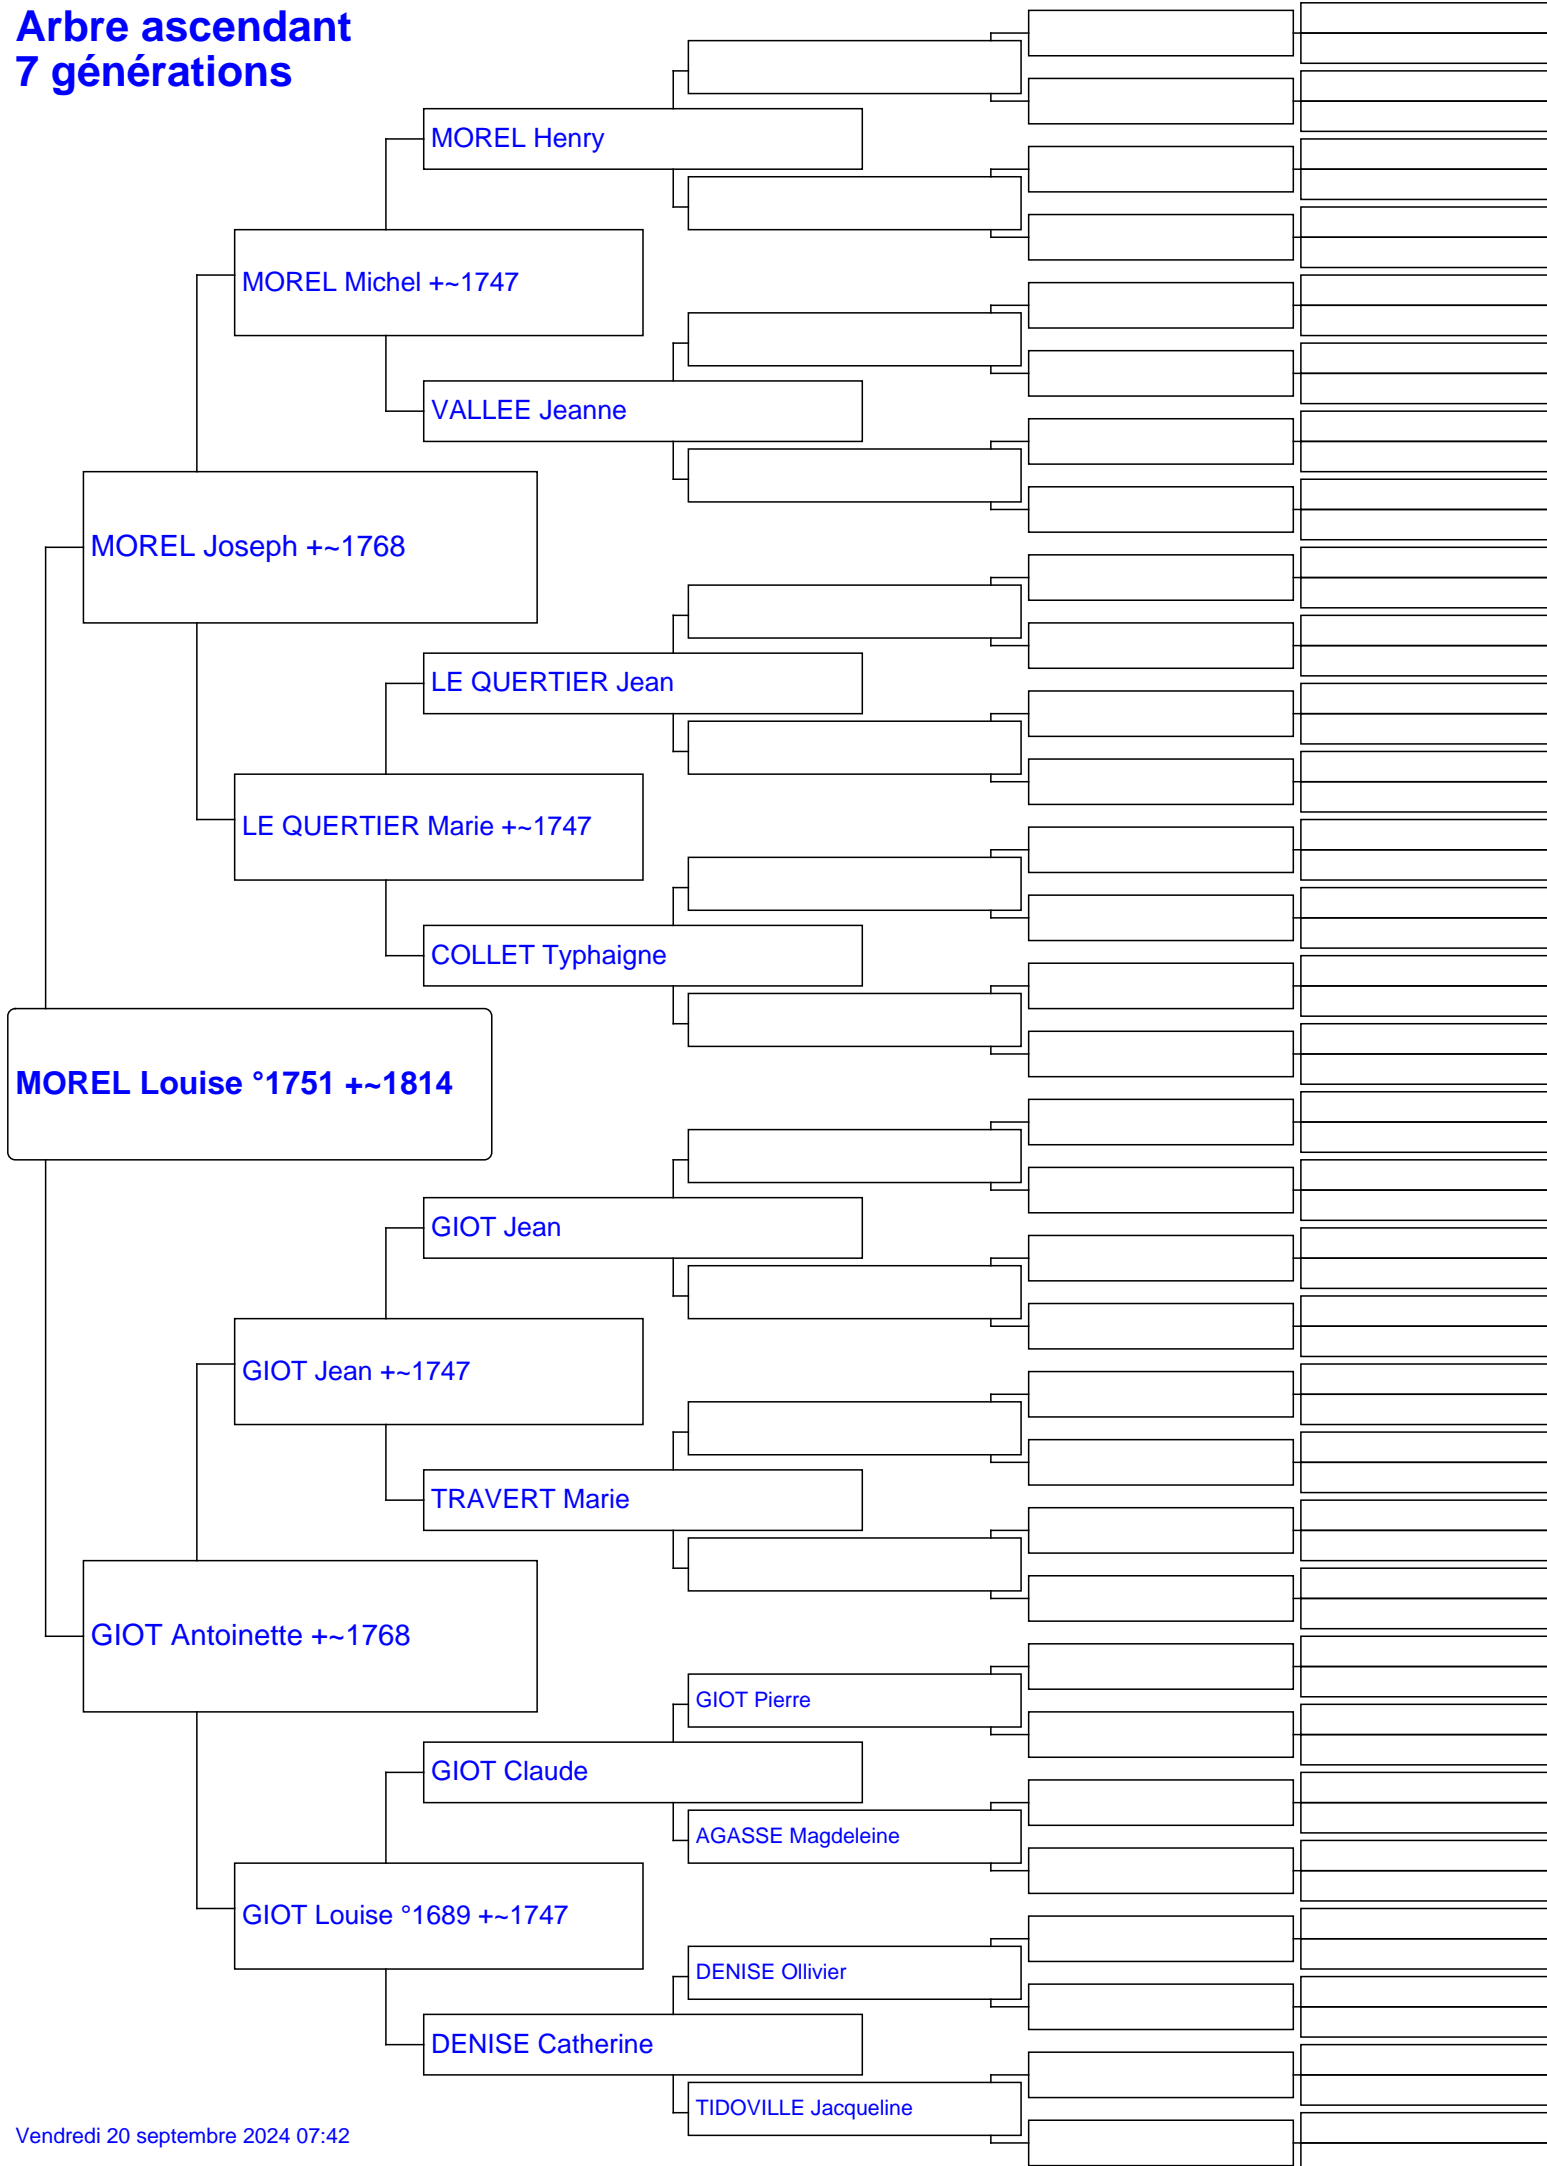 Arbre ascendant
7 générations
MOREL Henry
MOREL Michel +~1747
VALLEE Jeanne
MOREL Joseph +~1768
LE QUERTIER Jean
LE QUERTIER Marie +~1747
COLLET Typhaigne
MOREL Louise °1751 +~1814
GIOT Jean
GIOT Jean +~1747
TRAVERT Marie
GIOT Antoinette +~1768
GIOT Pierre
GIOT Claude
AGASSE Magdeleine
GIOT Louise °1689 +~1747
DENISE Ollivier
DENISE Catherine
TIDOVILLE Jacqueline
Vendredi 20 septembre 2024 07:42